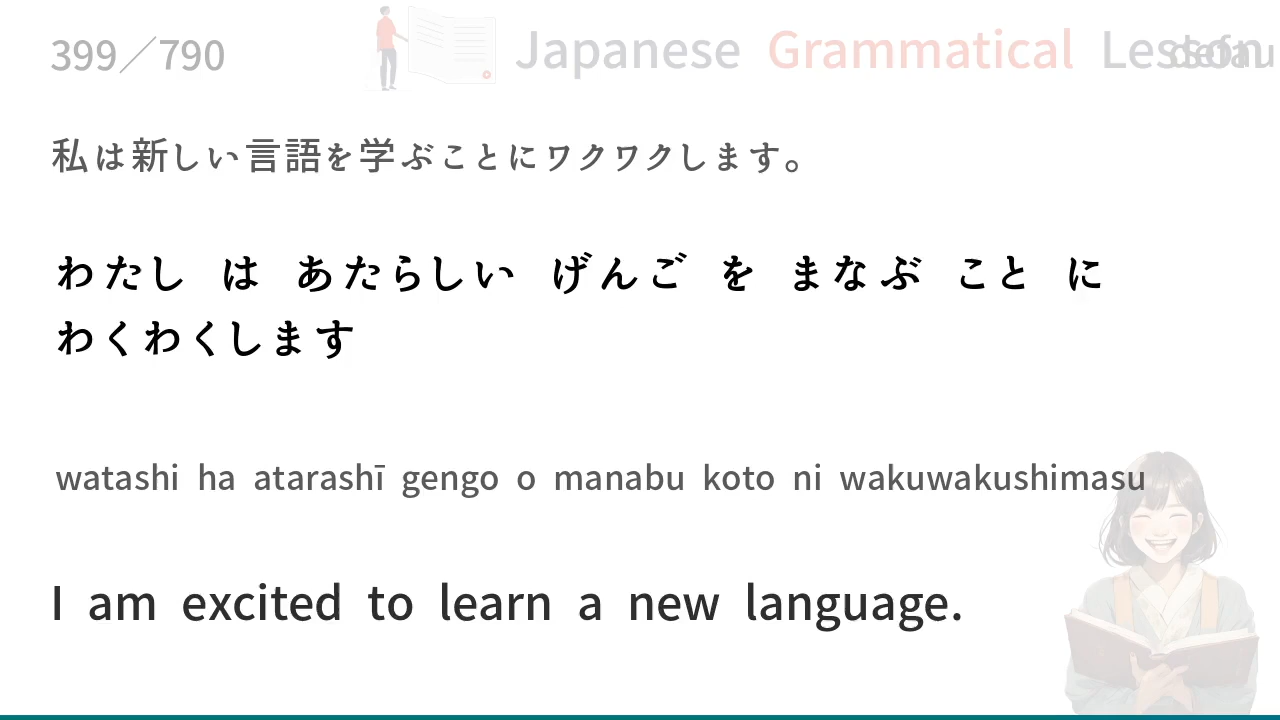 399／790
Japanese Grammatical Lesson
私は新しい言語を学ぶことにワクワクします。
わたし は あたらしい げんご を まなぶ こと に
わくわくします
watashi ha atarashī gengo o manabu koto ni wakuwakushimasu
I am excited to learn a new language.